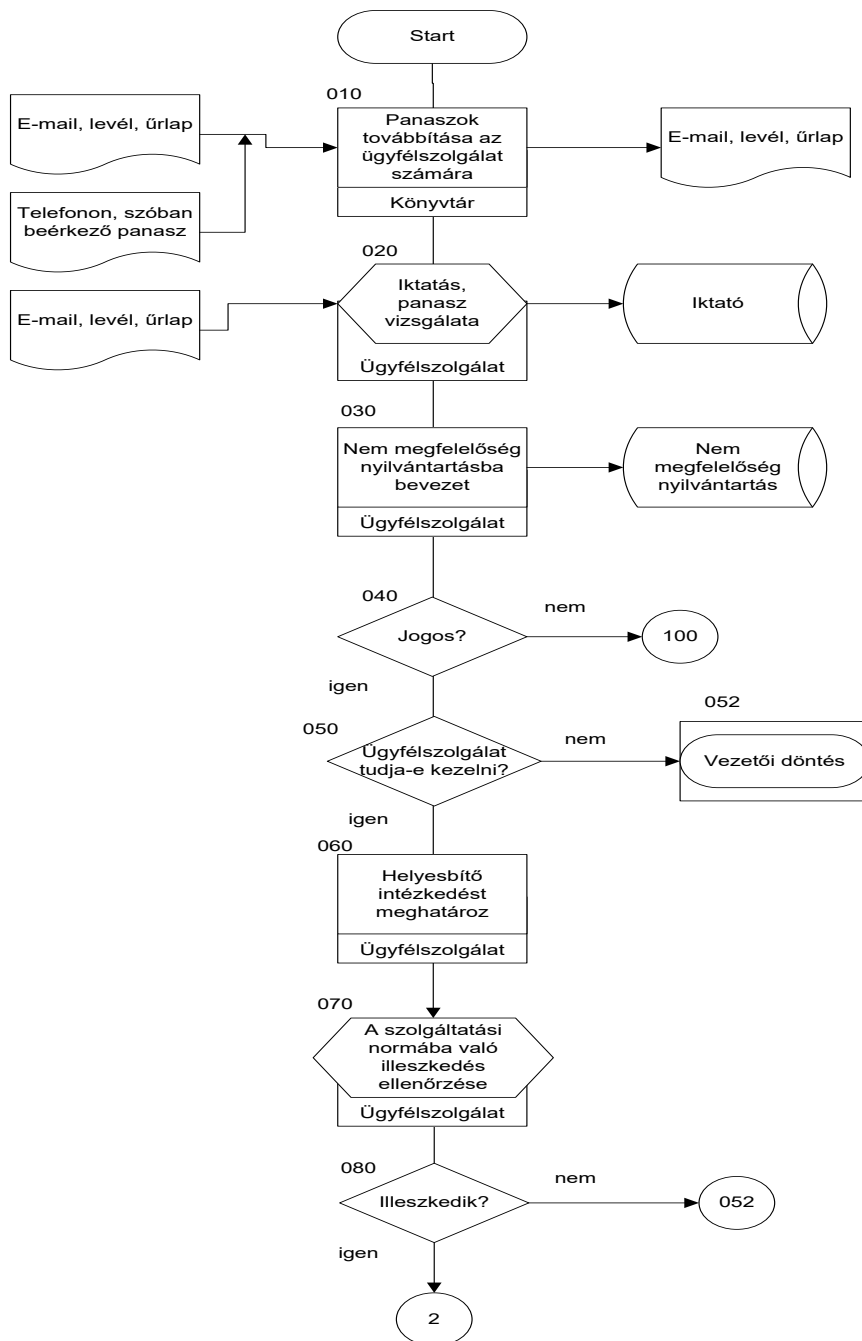 Start
010
E-mail, levél, űrlap
Panaszok
továbbítása az
ügyfélszolgálat
számára
Könyvtár
E-mail, levél, űrlap
Telefonon, szóban
beérkező panasz
020
E-mail, levél, űrlap
Iktatás,
panasz
vizsgálata
Ügyfélszolgálat
Iktató
030
Nem megfelelőség
nyilvántartásba
bevezet
Ügyfélszolgálat
Nem
megfelelőség
nyilvántartás
040
Jogos?
nem
100
igen
050
Ügyfélszolgálat
tudja-e kezelni?
nem
052
Vezetői döntés
igen
060
Helyesbítő
intézkedést
meghatároz
Ügyfélszolgálat
070
A szolgáltatási
normába való
illeszkedés
ellenőrzése
Ügyfélszolgálat
080
Illeszkedik?
nem
052
igen
2